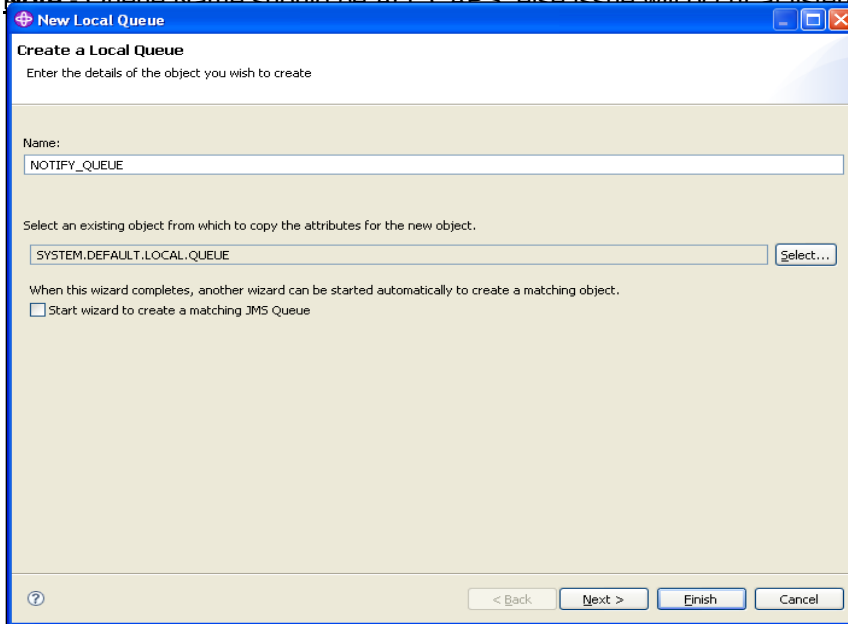 New Local Queue
Create a Local Queue
Enter the details of the object you wish to create
Name:
NOTIFY_QUEUE
Select an existing object from which to copy the attributes for the new object.
SYSTEM.DEFAULT.LOCAL.QUEUE
Select...
When this wizard completes, another wizard can be started automatically to create a matching object.
Start wizard to create a matching JMS Queue
?
< Back
Next >
Finish
Cancel